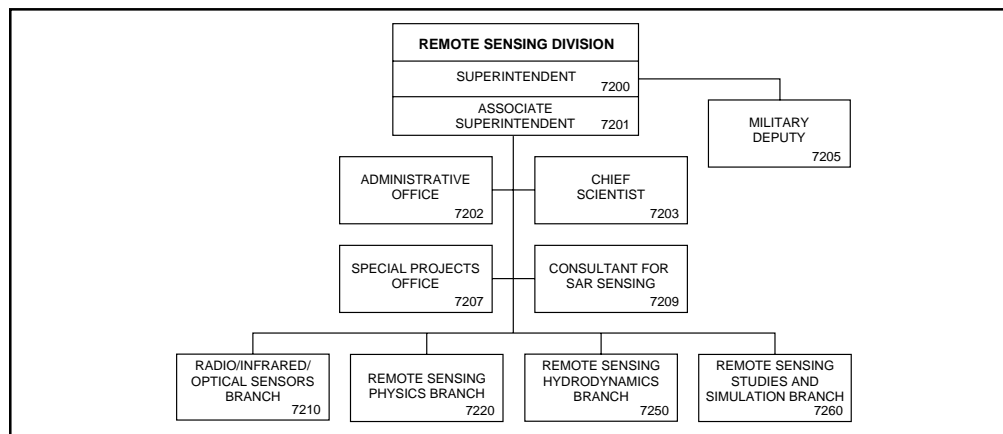 REMOTE SENSING DIVISION
SUPERINTENDENT
7200
ASSOCIATE
SUPERINTENDENT
7201
MILITARY
DEPUTY
7205
ADMINISTRATIVE
OFFICE
7202
CHIEF
SCIENTIST
7203
SPECIAL PROJECTS
OFFICE
7207
CONSULTANT FOR
SAR SENSING
7209
RADIO/INFRARED/
OPTICAL SENSORS
BRANCH
7210
REMOTE SENSING
PHYSICS BRANCH
7220
REMOTE SENSING
HYDRODYNAMICS
BRANCH
7250
REMOTE SENSING
STUDIES AND
SIMULATION BRANCH
7260